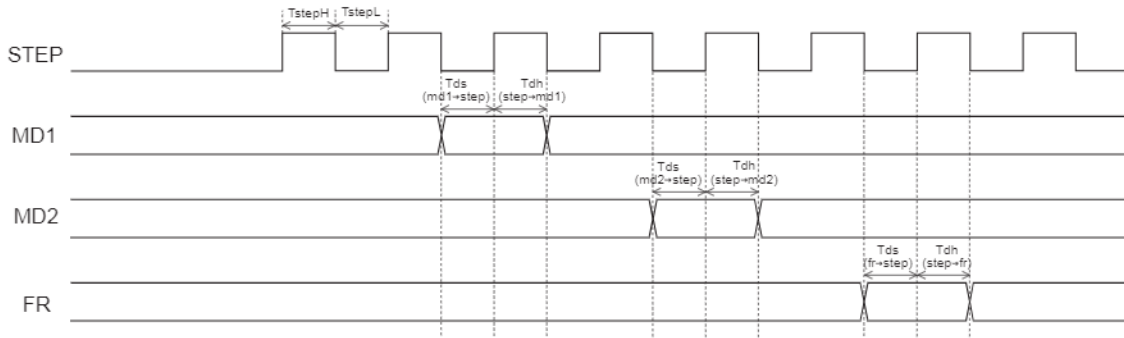 TstepH TstepL
STEP
Tds Tdh
(md1→step) (step→md1)
MD1
Tds Tdh
(md2→step) (step→md2)
MD2
Tds Tdh
(fr→step) (step→fr)
FR